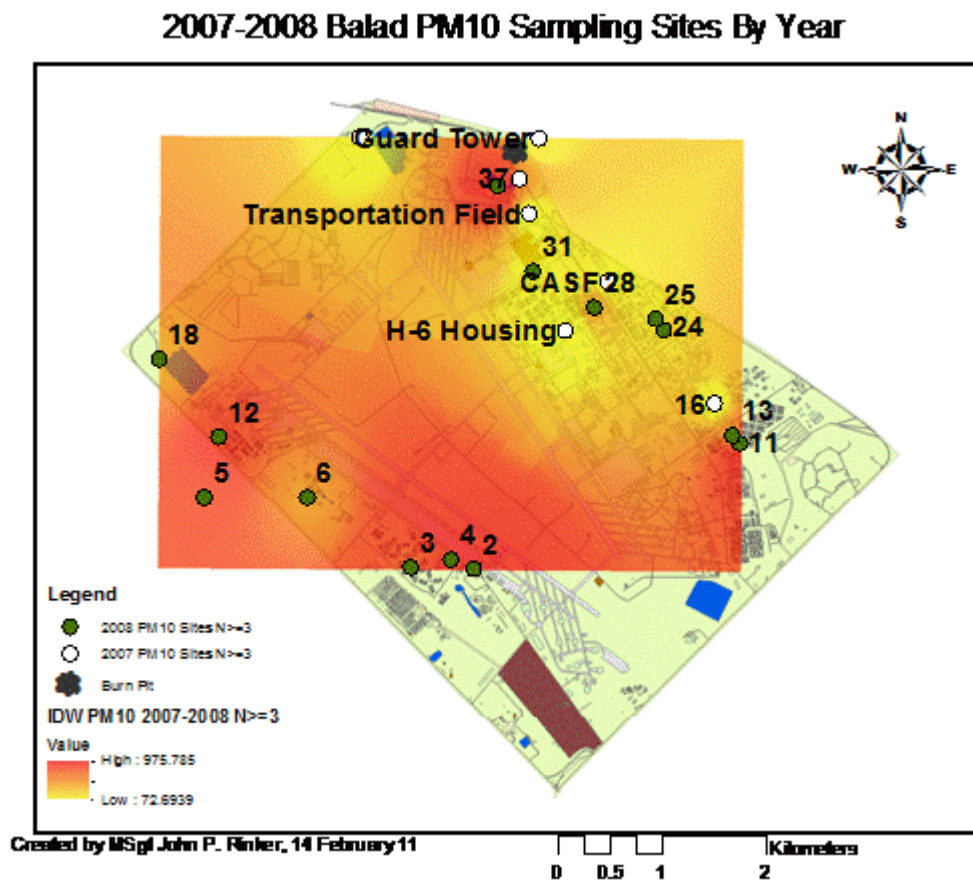 2007-2008 Balad PM10 Sampling Sites By Year
N
W E
S
Guard Tower
37
Transportation Field
31
CASF 28
25
H-6 Housing
24
18
16
13
12
11
5
6
4
3
2
Legend
2008 PM10 Sites N>=3
2007 PM10 Sites N>=3
Burn Pit
IDW PM10 2007-2008 N>=3
Value
High : 975.785
Low : 72.6939
Created by MSgt John P. Rinker, 14 February 11
Kilometers
0 0.5 1 2